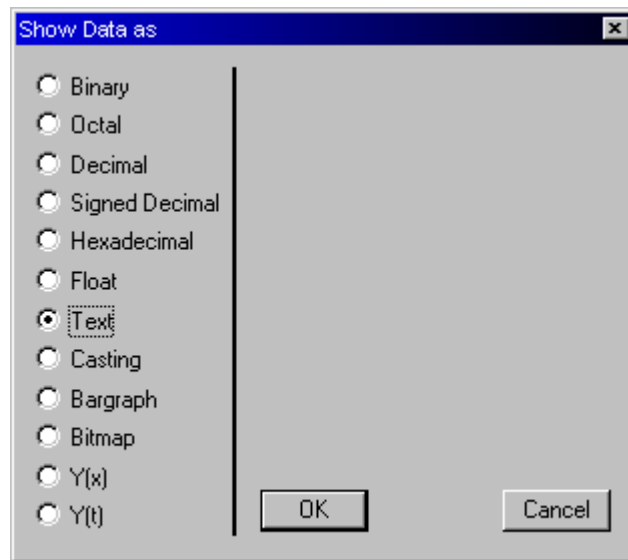 Show Data as
Binary
Octal
Decimal
Signed Decimal
Hexadecimal
Float
Text
Casting
Bargraph
Bitmap
Y(x)
Y(t)
OK
Cancel